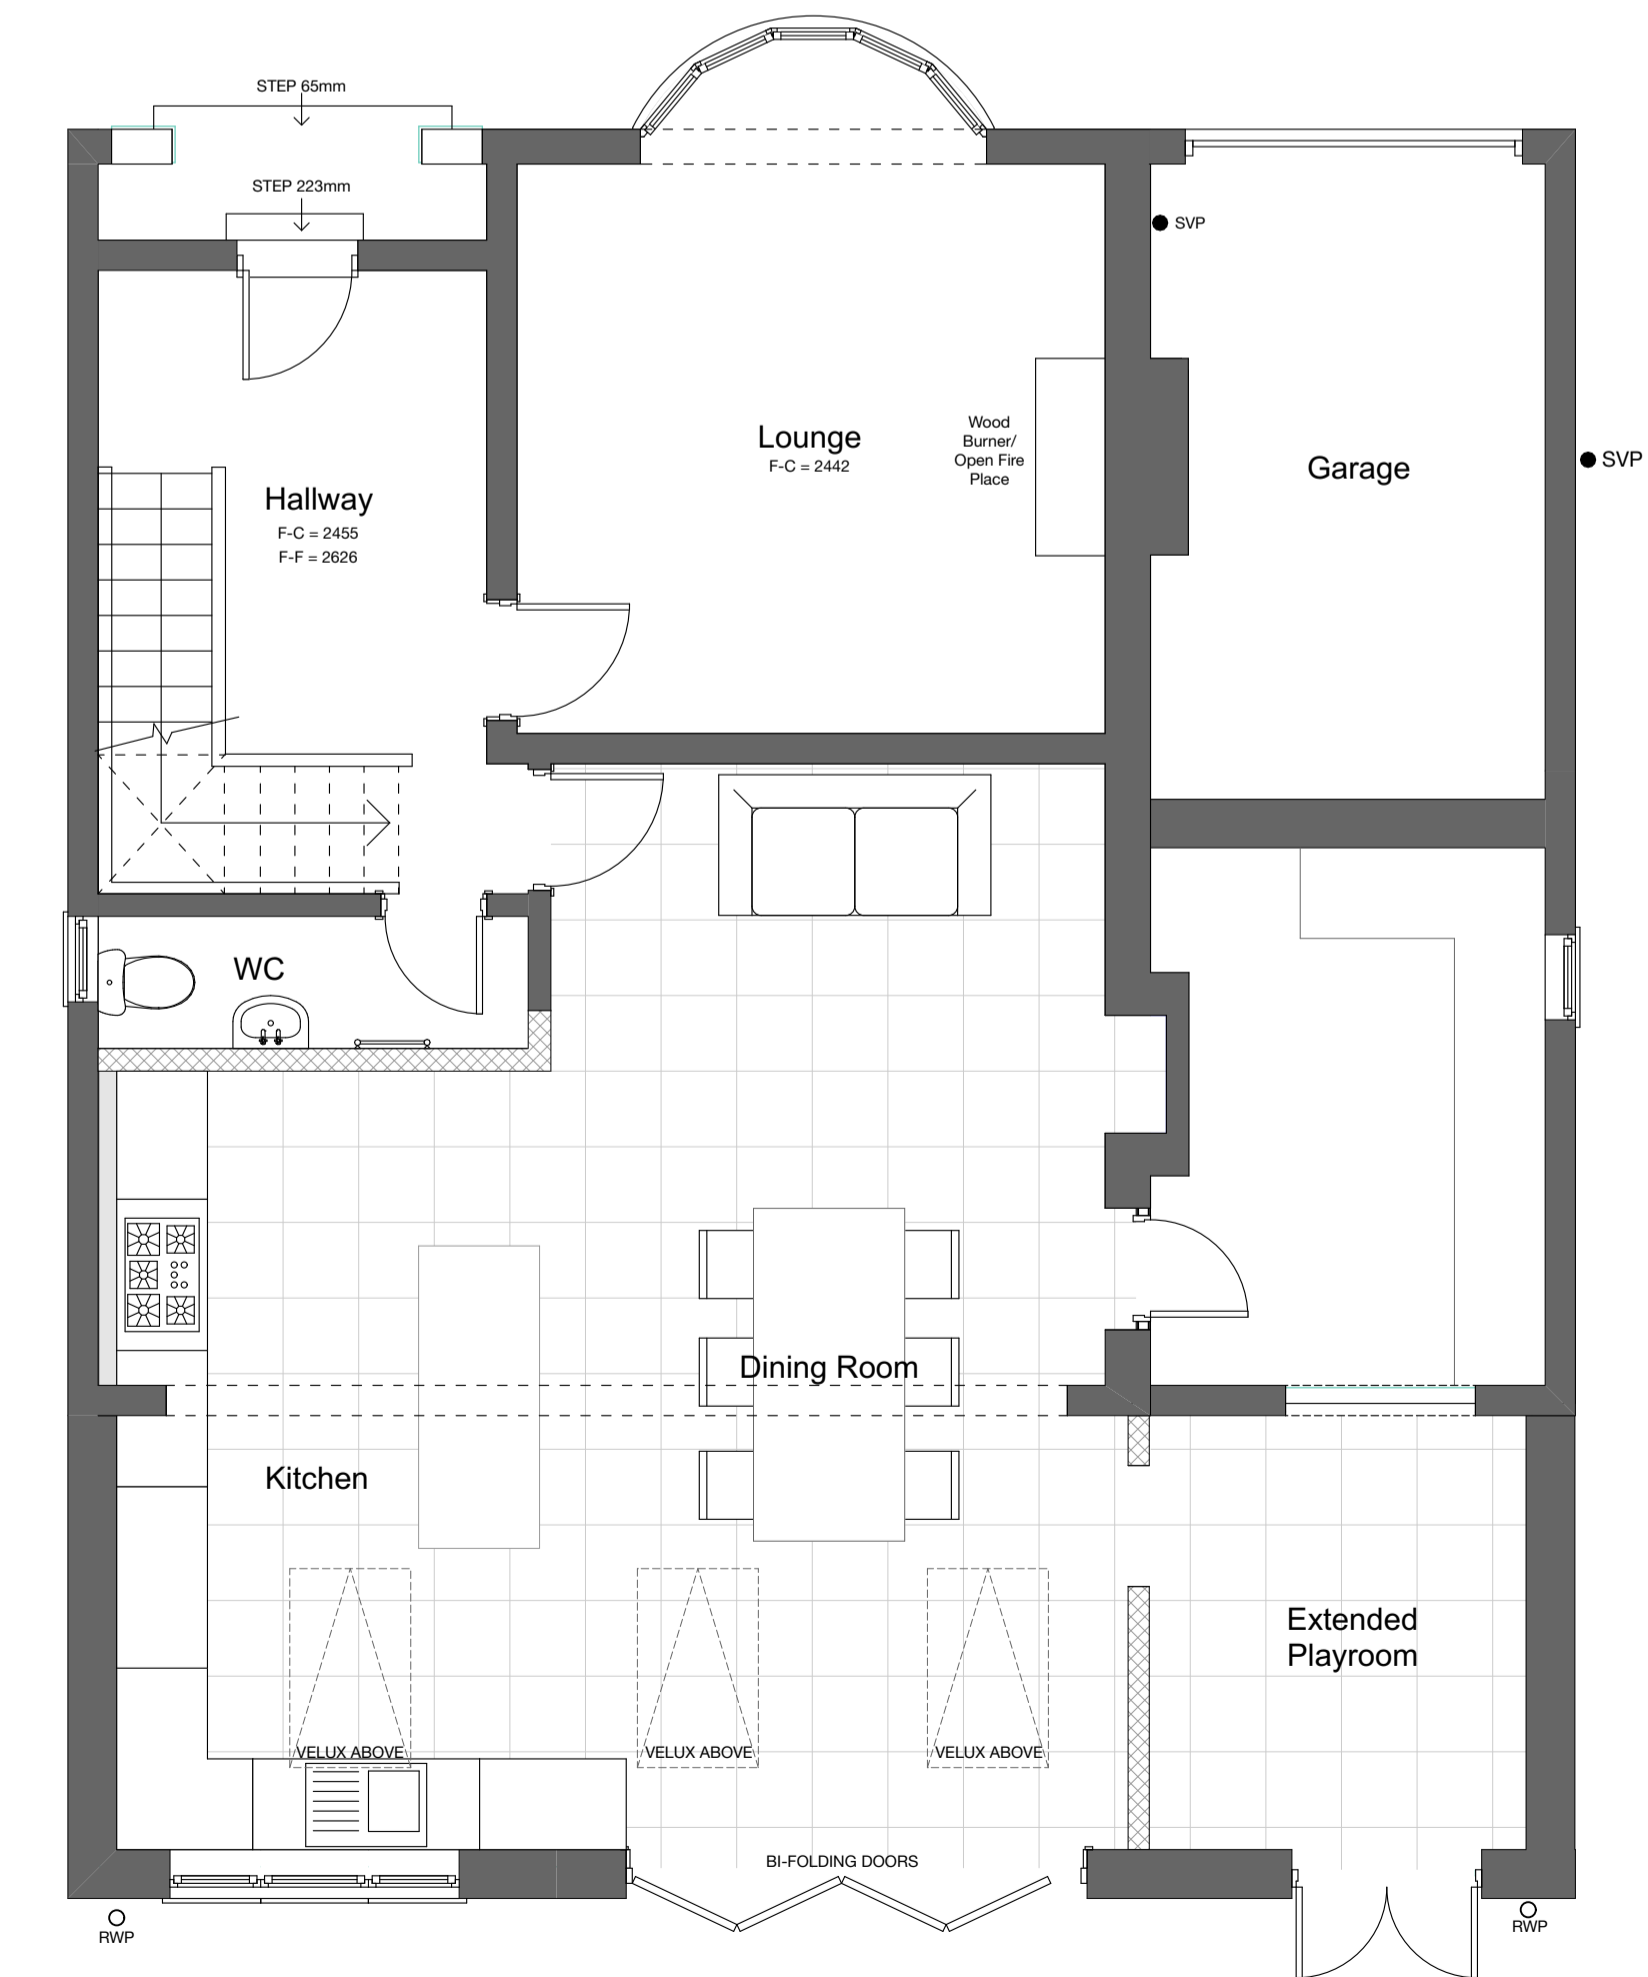 STEP 65mm
STEP 223mm
SVP
Lounge
F-C = 2442
Wood
Burner/
Open Fire
Place
Garage
SVP
Hallway
F-C = 2455
F-F = 2626
WC
Dining Room
Kitchen
Extended
Playroom
VELUX ABOVE
VELUX ABOVE
VELUX ABOVE
BI-FOLDING DOORS
RWP
RWP